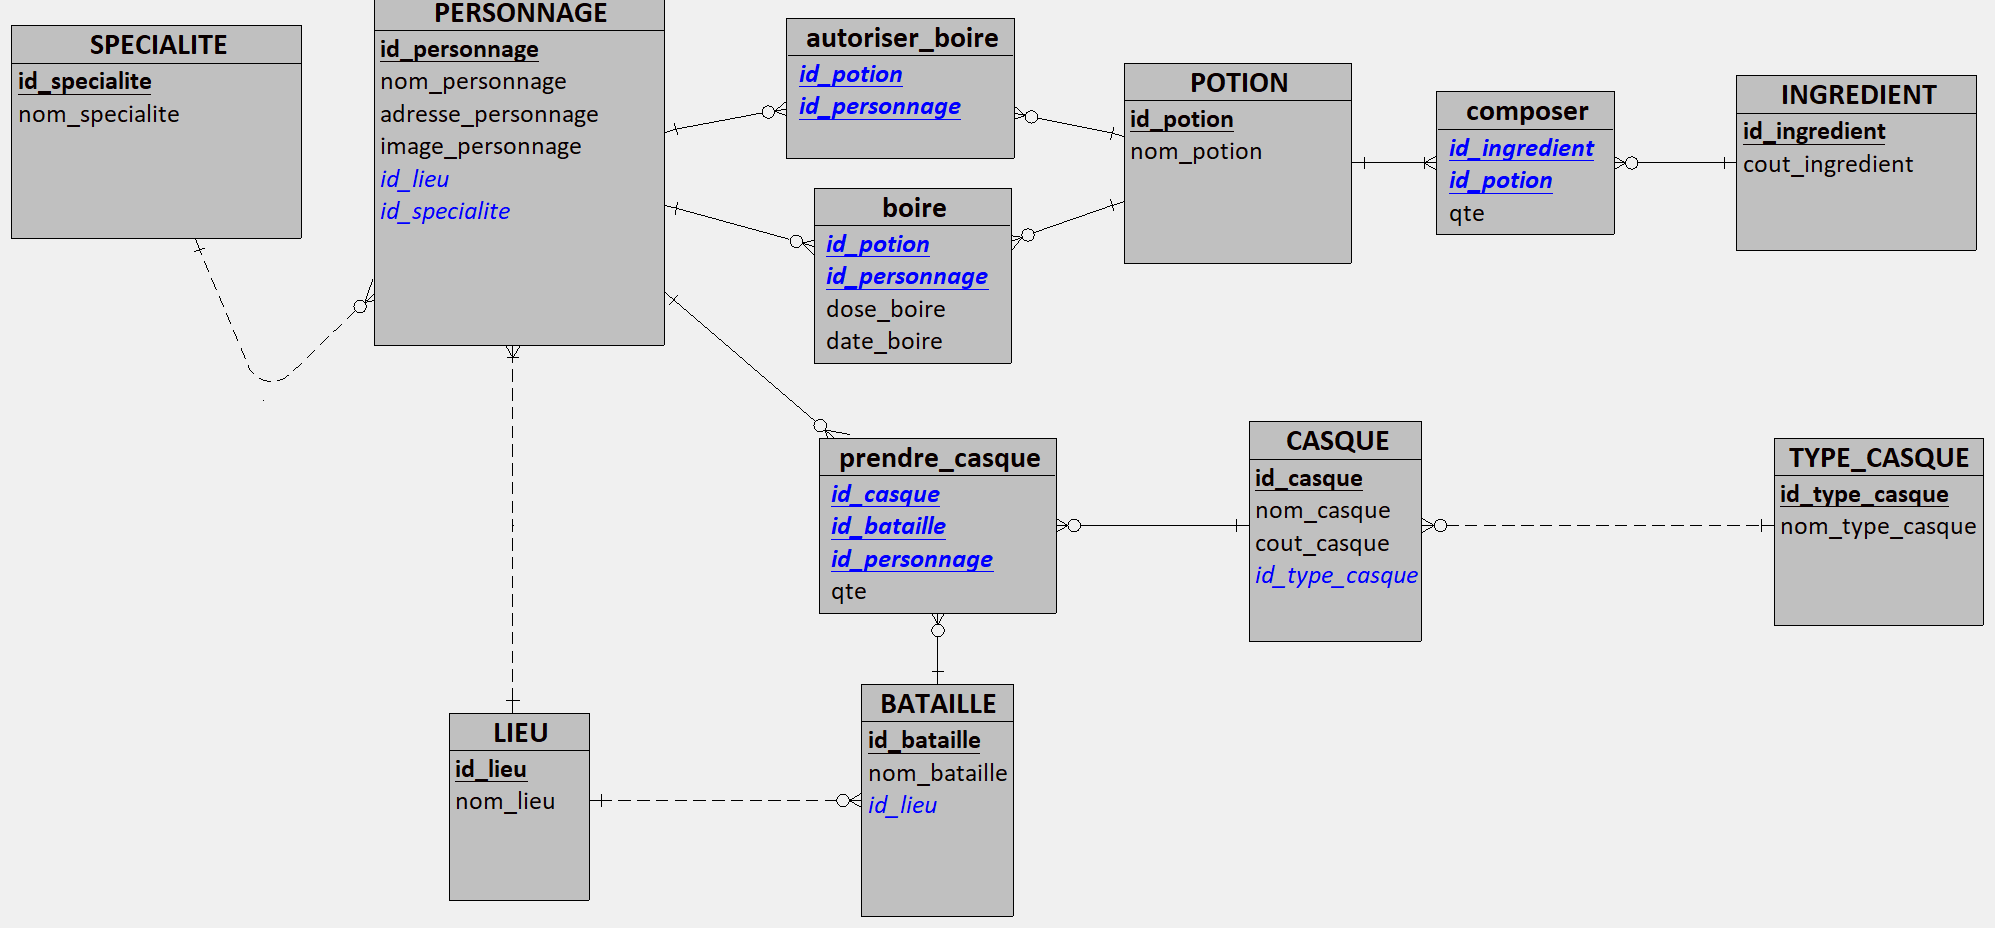 SPECIALITE
id_specialite
nom_specialite
PERSONNAGE
id_personnage
nom_personnage
adresse_personnage
image_personnage
id_lieu
id_specialite
autoriser_boire
id_potion
id_personnage
boire
id_potion
id_personnage
dose_boire
date_boire
POTION
id_potion
nom_potion
composer
id_ingredient
id_potion
qte
INGREDIENT
id_ingredient
cout_ingredient
prendre_casque
id_casque
id_bataille
id_personnage
qte
CASQUE
id_casque
nom_casque
cout_casque
id_type_casque
TYPE_CASQUE
id_type_casque
nom_type_casque
LIEU
id_lieu
nom_lieu
BATAILLE
id_bataille
nom_bataille
id_lieu